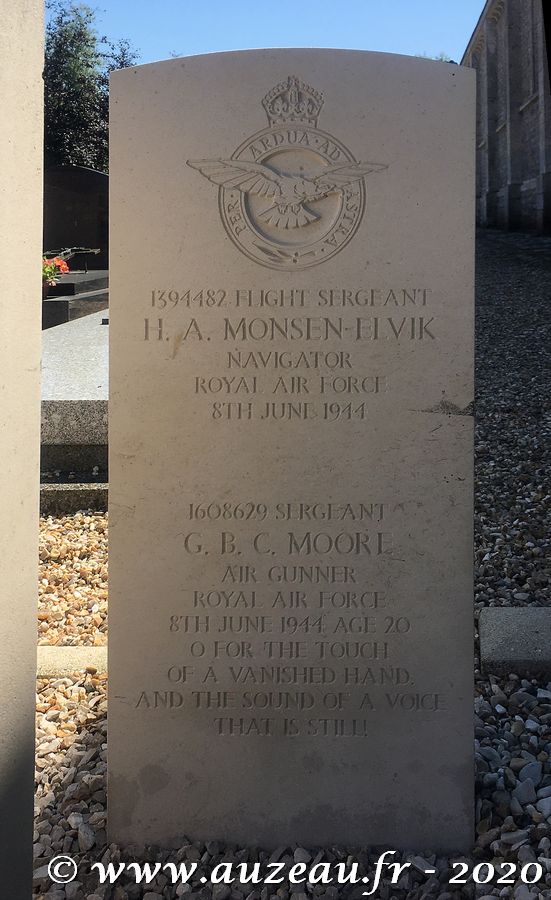 PER · ARDUA · AD ASTRA
1394482 FLIGHT SERGEANT
H. A. MONSEN-ELVIK
NAVIGATOR
ROYAL AIR FORCE
8TH JUNE 1944
1608629 SERGEANT
G. B. C. MOORE
AIR GUNNER
ROYAL AIR FORCE
8TH JUNE 1944 AGE 20
O FOR THE TOUCH
OF A VANISHED HAND,
AND THE SOUND OF A VOICE
THAT IS STILL!
© www.auzeau.fr - 2020